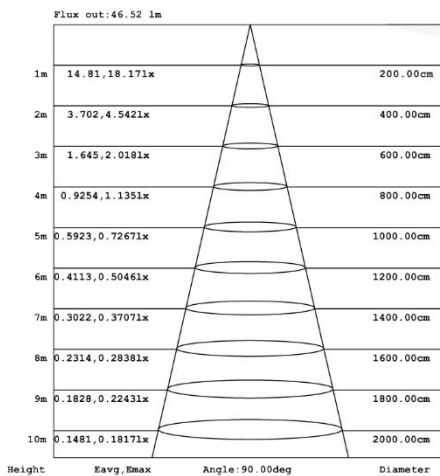 Flux out:46.52 lm
1m 14.81,18.17lx 200.00cm
2m 3.702,4.542lx 400.00cm
3m 1.645,2.018lx 600.00cm
4m 0.9254,1.135lx 800.00cm
5m 0.5923,0.7267lx 1000.00cm
6m 0.4113,0.5046lx 1200.00cm
7m 0.3022,0.3707lx 1400.00cm
8m 0.2314,0.2838lx 1600.00cm
9m 0.1828,0.2243lx 1800.00cm
10m 0.1481,0.1817lx 2000.00cm
Height Eavg,Emax Angle:90.00deg Diameter